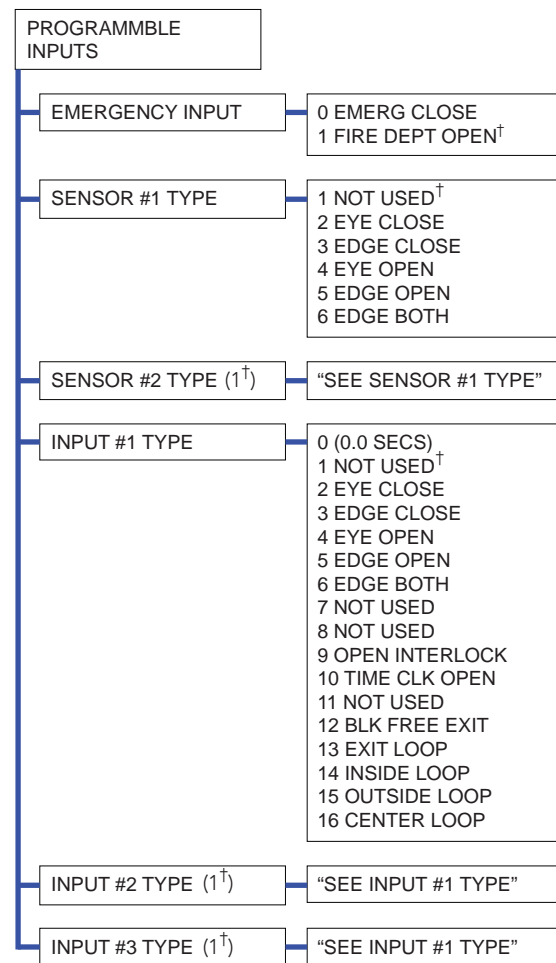 PROGRAMMBLE
INPUTS
EMERGENCY INPUT
0 EMERG CLOSE
1 FIRE DEPT OPEN†
SENSOR #1 TYPE
1 NOT USED†
2 EYE CLOSE
3 EDGE CLOSE
4 EYE OPEN
5 EDGE OPEN
6 EDGE BOTH
SENSOR #2 TYPE (1†)
“SEE SENSOR #1 TYPE”
INPUT #1 TYPE
0 (0.0 SECS)
1 NOT USED†
2 EYE CLOSE
3 EDGE CLOSE
4 EYE OPEN
5 EDGE OPEN
6 EDGE BOTH
7 NOT USED
8 NOT USED
9 OPEN INTERLOCK
10 TIME CLK OPEN
11 NOT USED
12 BLK FREE EXIT
13 EXIT LOOP
14 INSIDE LOOP
15 OUTSIDE LOOP
16 CENTER LOOP
INPUT #2 TYPE (1†)
“SEE INPUT #1 TYPE”
INPUT #3 TYPE (1†)
“SEE INPUT #1 TYPE”